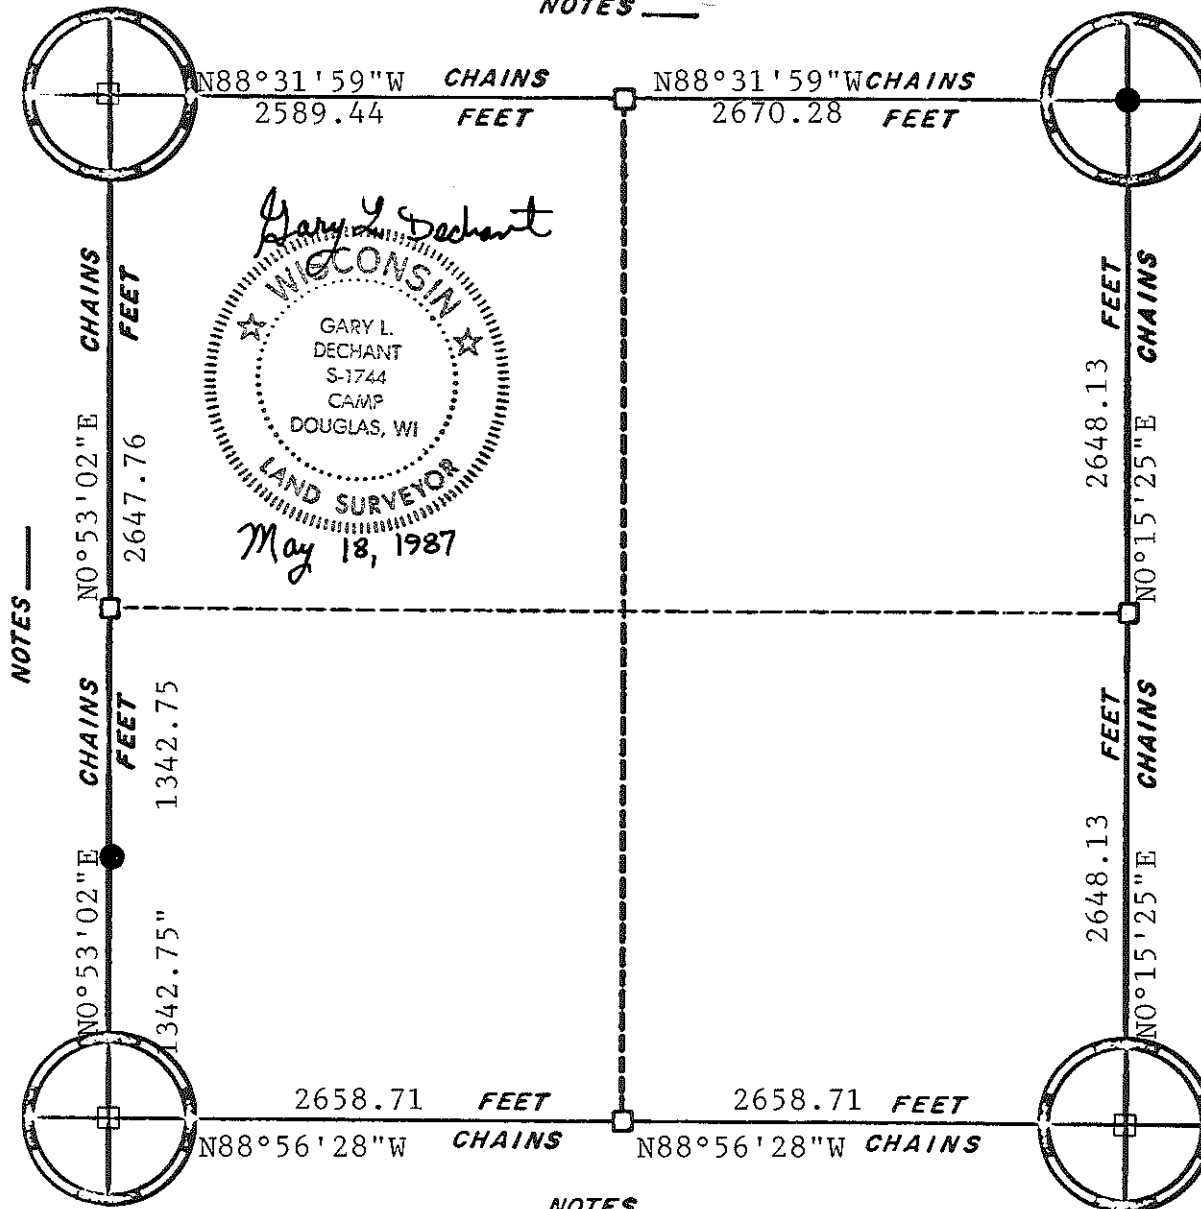 NOTES
N88°31'59"W CHAINS
2589.44 FEET
N88°31'59"W CHAINS
2670.28 FEET
Gary L. Dechant
WISCONSIN
GARY L.
DECHANT
S-1744
CAMP
DOUGLAS, WI
LAND SURVEYOR
May 18, 1987
CHAINS
FEET
N0°53'02"E
2647.76
FEET
CHAINS
2648.13
N0°15'25"E
NOTES
CHAINS
FEET
1342.75
N0°53'02"E
1342.75"
FEET
CHAINS
2648.13
N0°15'25"E
2658.71 FEET
N88°56'28"W CHAINS
2658.71 FEET
N88°56'28"W CHAINS
NOTES